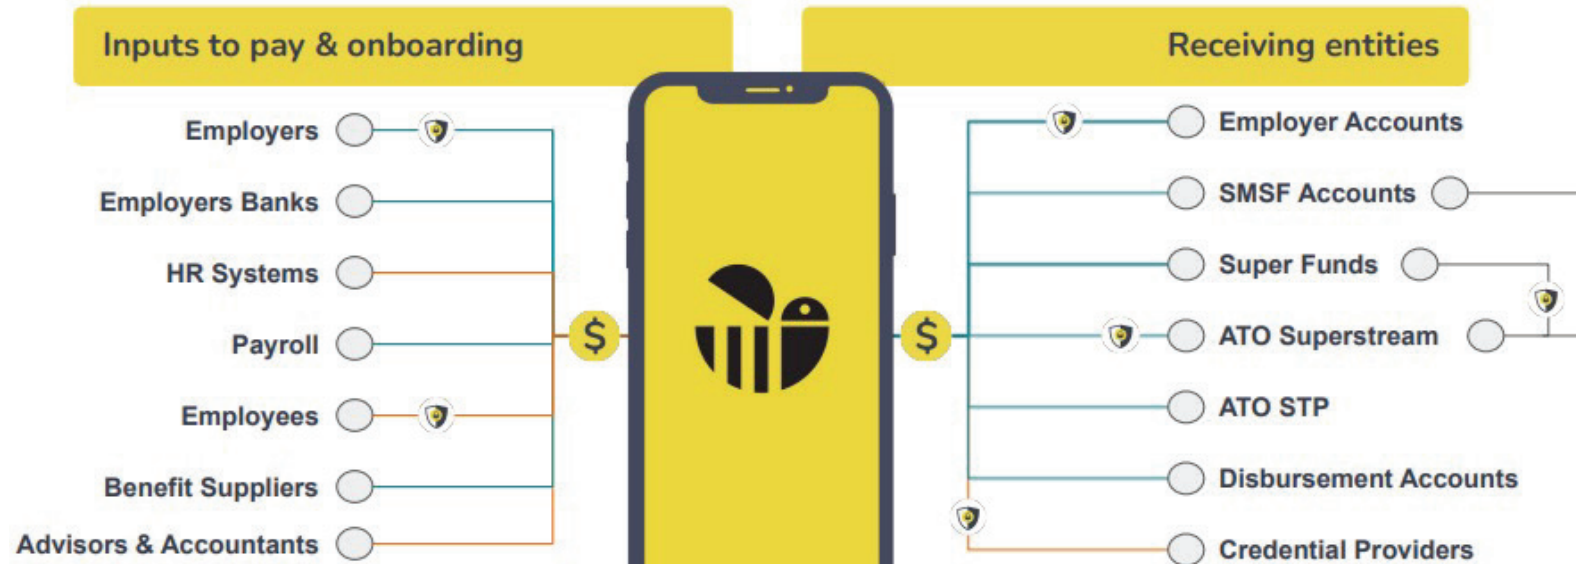 Inputs to pay & onboarding
Receiving entities
Employers
Employers Banks
HR Systems
Payroll
Employees
Benefit Suppliers
Advisors & Accountants
$
$
Employer Accounts
SMSF Accounts
Super Funds
ATO Superstream
ATO STP
Disbursement Accounts
Credential Providers